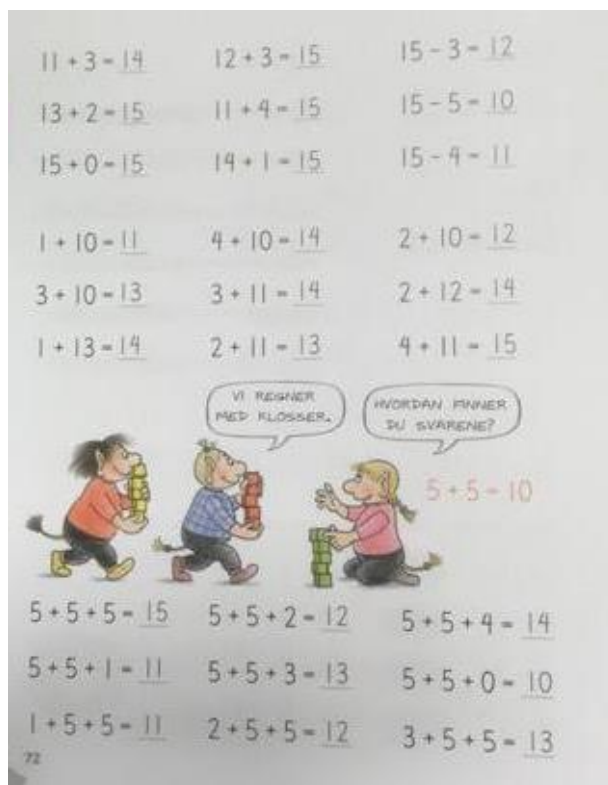 11 + 3 = 14 12 + 3 = 15 15 - 3 = 12
13 + 2 = 15 11 + 4 = 15 15 - 5 = 10
15 + 0 = 15 14 + 1 = 15 15 - 4 = 11
1 + 10 = 11 4 + 10 = 14 2 + 10 = 12
3 + 10 = 13 3 + 11 = 14 2 + 12 = 14
1 + 13 = 14 2 + 11 = 13 4 + 11 = 15
VI REGNER
MED KLOSSER.
HVORDAN FINNER
DU SVARENE?
5 + 5 = 10
5 + 5 + 5 = 15 5 + 5 + 2 = 12 5 + 5 + 4 = 14
5 + 5 + 1 = 11 5 + 5 + 3 = 13 5 + 5 + 0 = 10
1 + 5 + 5 = 11 2 + 5 + 5 = 12 3 + 5 + 5 = 13
72